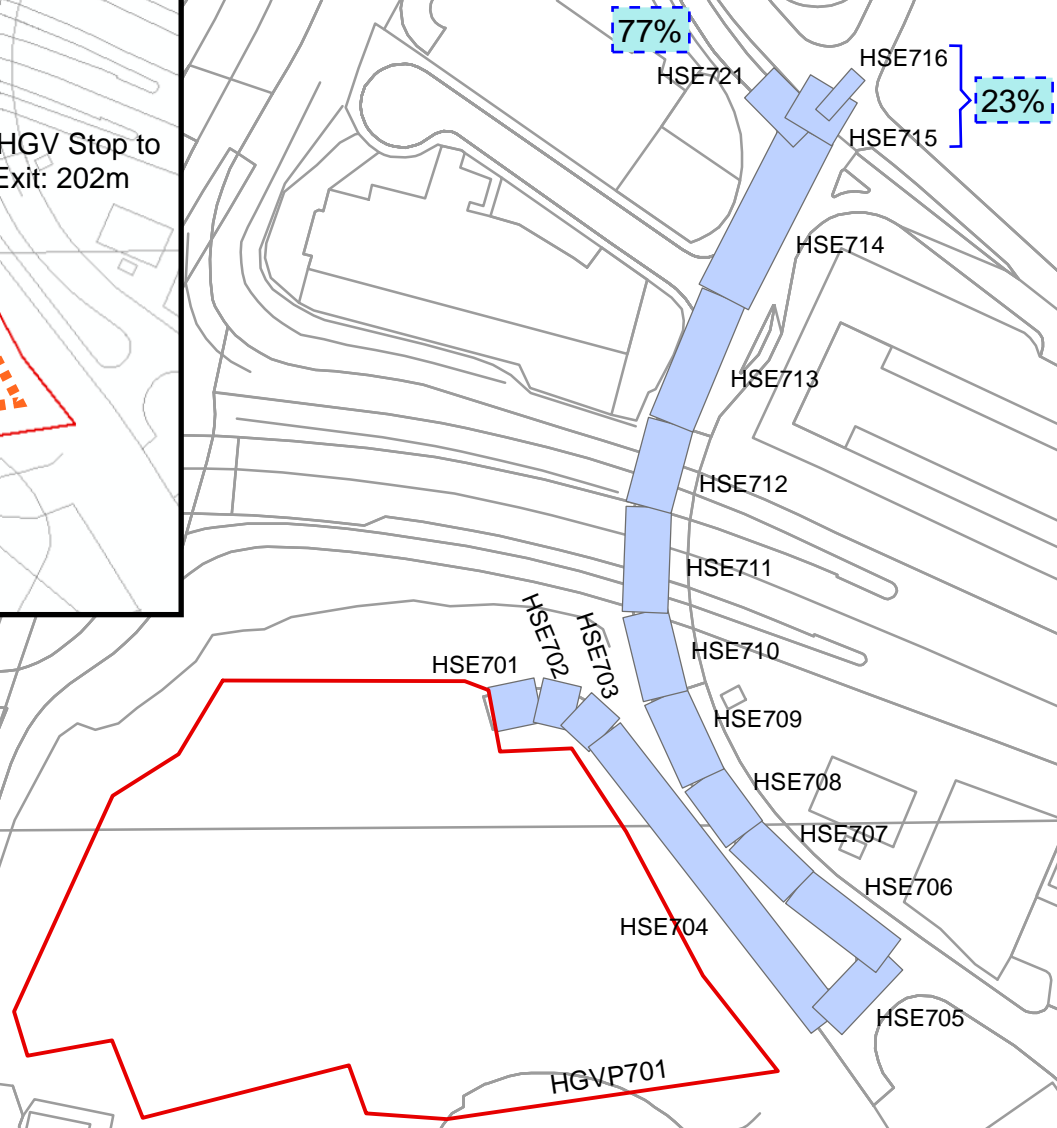 77%
HSE716
HSE721
23%
HSE715
HGV Stop to
Exit: 202m
HSE714
HSE713
HSE712
HSE711
HSE702
HSE703
HSE710
HSE701
HSE709
HSE708
HSE707
HSE706
HSE704
HSE705
HGVP701